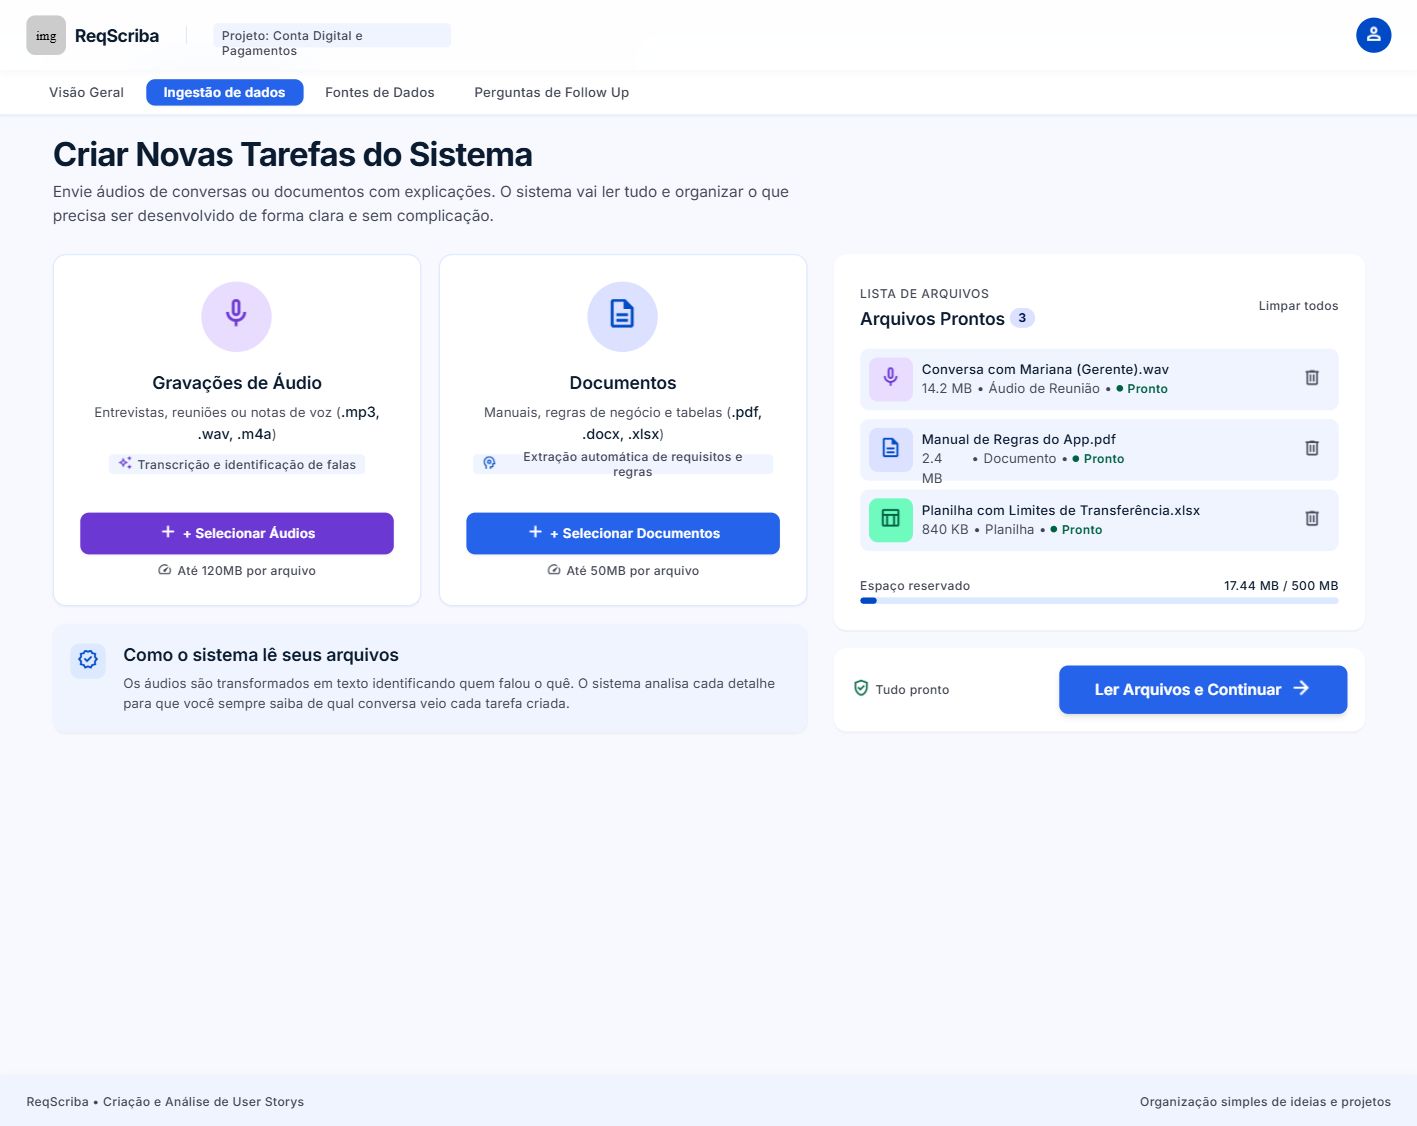 img
ReqScriba
Projeto: Conta Digital e
Pagamentos
Visão Geral
Ingestão de dados
Fontes de Dados
Perguntas de Follow Up
Criar Novas Tarefas do Sistema
Envie áudios de conversas ou documentos com explicações. O sistema vai ler tudo e organizar o que
precisa ser desenvolvido de forma clara e sem complicação.
Gravações de Áudio
Entrevistas, reuniões ou notas de voz (.mp3,
.wav, .m4a)
Transcrição e identificação de falas
+ Selecionar Áudios
Até 120MB por arquivo
Documentos
Manuais, regras de negócio e tabelas (.pdf,
.docx, .xlsx)
Extração automática de requisitos e
regras
+ Selecionar Documentos
Até 50MB por arquivo
Como o sistema lê seus arquivos
Os áudios são transformados em texto identificando quem falou o quê. O sistema analisa cada detalhe
para que você sempre saiba de qual conversa veio cada tarefa criada.
LISTA DE ARQUIVOS
Arquivos Prontos 3
Limpar todos
Conversa com Mariana (Gerente).wav
14.2 MB • Áudio de Reunião • ● Pronto
Manual de Regras do App.pdf
2.4 • Documento • ● Pronto
MB
Planilha com Limites de Transferência.xlsx
840 KB • Planilha • ● Pronto
Espaço reservado
17.44 MB / 500 MB
Tudo pronto
Ler Arquivos e Continuar
ReqScriba • Criação e Análise de User Storys
Organização simples de ideias e projetos